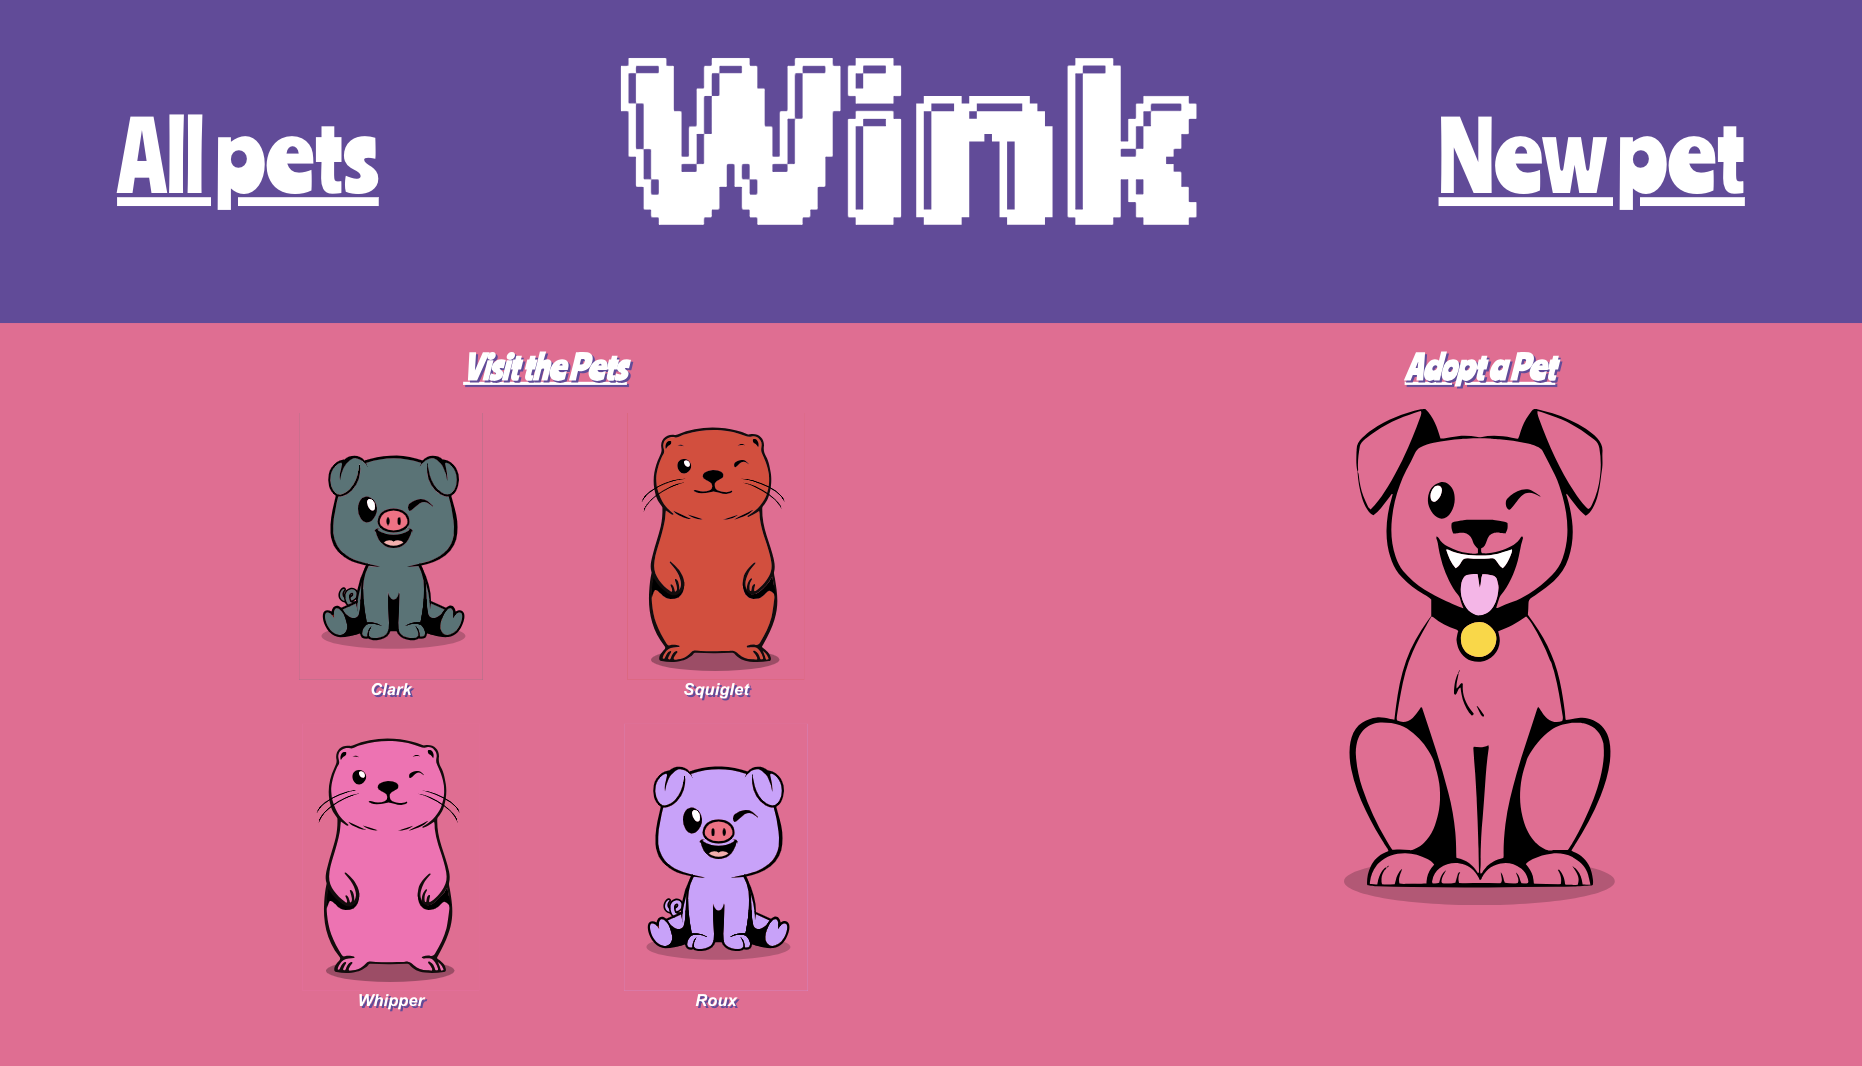 All pets
Wink
New pet
Visit the Pets
Adopt a Pet
Clark
Squiglet
Whipper
Roux